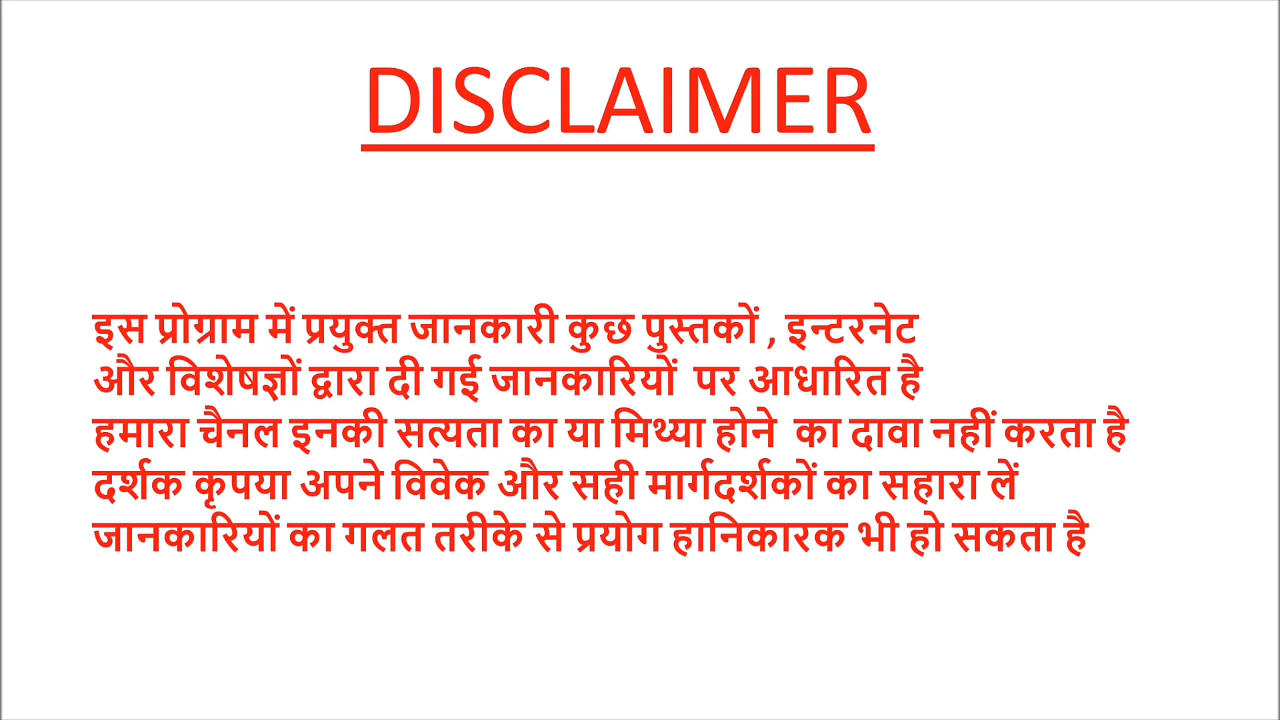 DISCLAIMER
इस प्रोग्राम में प्रयुक्त जानकारी कुछ पुस्तकों , इन्टरनेट
और विशेषज्ञों द्वारा दी गई जानकारियों पर आधारित है
हमारा चैनल इनकी सत्यता का या मिथ्या होने का दावा नहीं करता है
दर्शक कृपया अपने विवेक और सही मार्गदर्शकों का सहारा लें
जानकारियों का गलत तरीके से प्रयोग हानिकारक भी हो सकता है